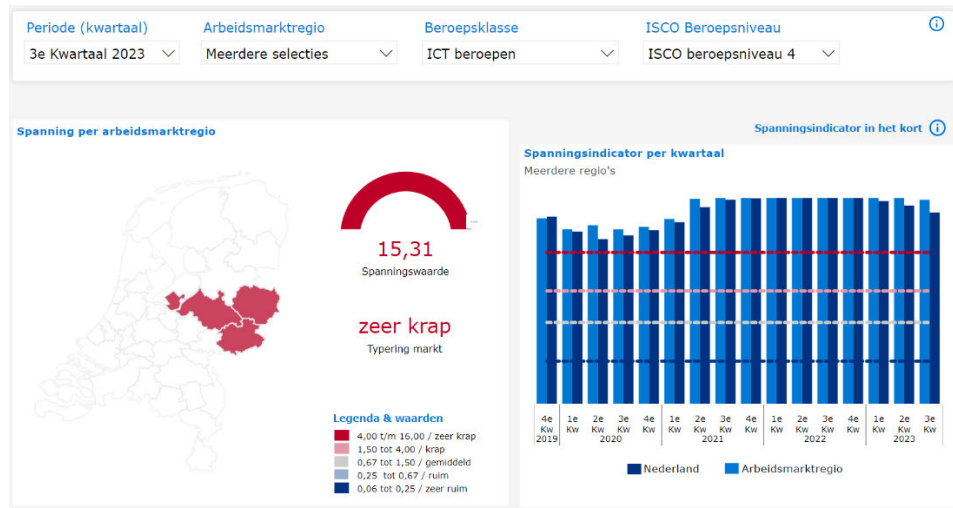 Periode (kwartaal) Arbeidsmarktregio Beroepsklasse ISCO Beroepsniveau
3e Kwartaal 2023 Meerdere selecties ICT beroepen ISCO beroepsniveau 4
Spanning per arbeidsmarktregio
15,31
Spanningswaarde
zeer krap
Typering markt
Legenda & waarden
4,00 t/m 16,00 / zeer krap
1,50 tot 4,00 / krap
0,67 tot 1,50 / gemiddeld
0,25 tot 0,67 / ruim
0,06 tot 0,25 / zeer ruim
Spanningsindicator in het kort
Spanningsindicator per kwartaal
Meerdere regio's
4e 1e 2e 3e 4e 1e 2e 3e 4e 1e 2e 3e 4e 1e 2e 3e
Kw Kw Kw Kw Kw Kw Kw Kw Kw Kw Kw Kw Kw Kw Kw Kw
2019 2020 2021 2022 2023
Nederland Arbeidsmarktregio